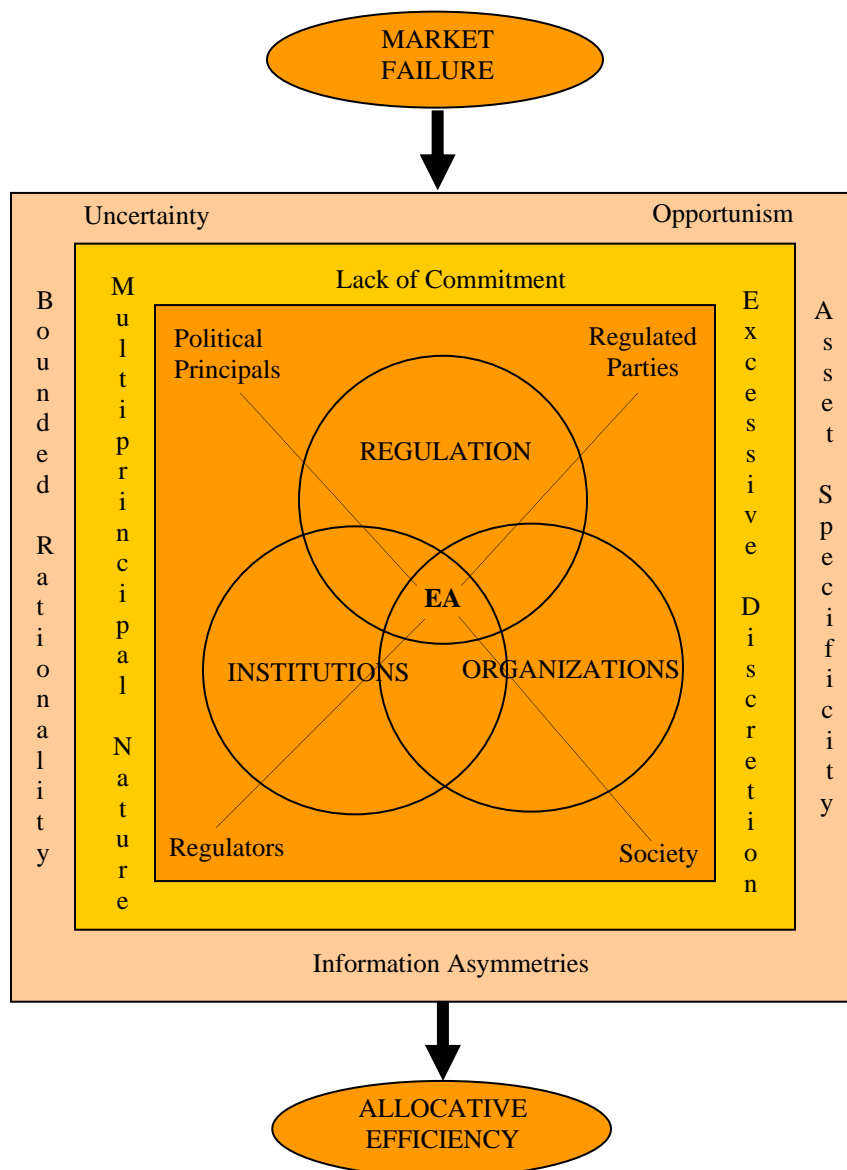 MARKET
FAILURE
Uncertainty
Opportunism
Bounded Rationality
Multiprincipal Nature
Lack of Commitment
Excessive Discretion
Asset Specificity
Political
Principals
Regulated
Parties
REGULATION
EA
INSTITUTIONS
ORGANIZATIONS
Regulators
Society
Information Asymmetries
ALLOCATIVE
EFFICIENCY